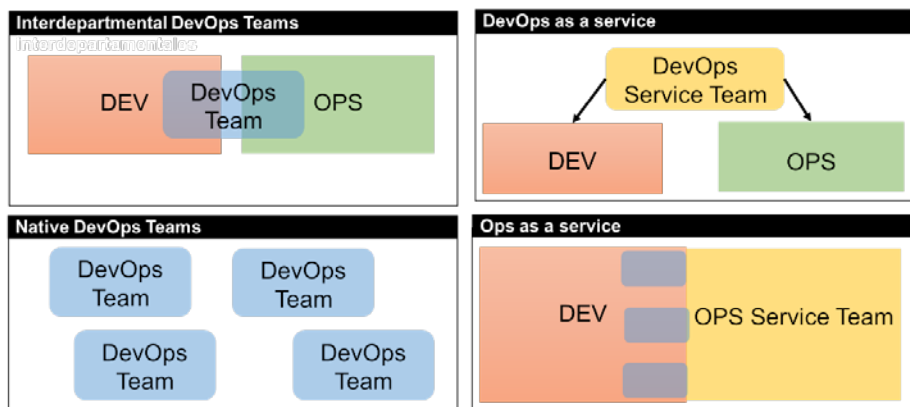 Interdepartmental DevOps Teams
Interdepartamentales
DEV
DevOps
Team
OPS
DevOps as a service
DevOps
Service Team
DEV
OPS
Native DevOps Teams
DevOps
Team
DevOps
Team
DevOps
Team
DevOps
Team
Ops as a service
DEV
OPS Service Team